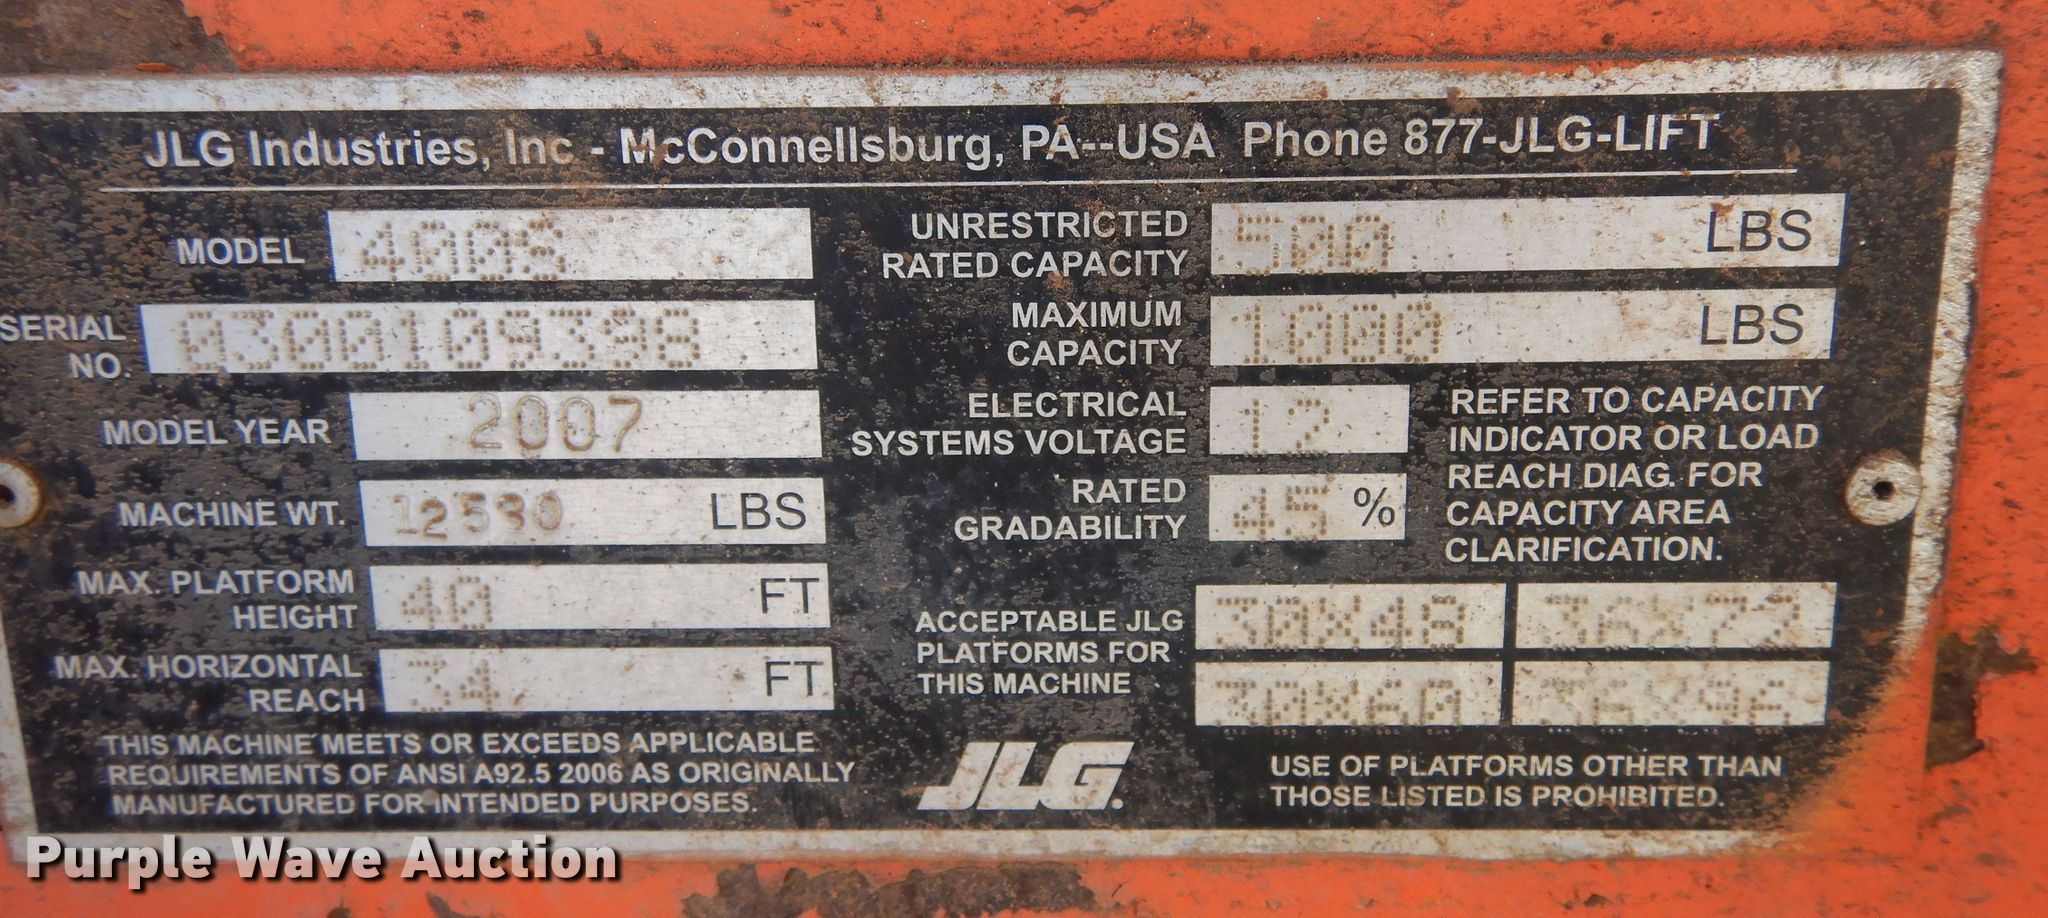 JLG Industries, Inc - McConnellsburg, PA--USA Phone 877-JLG-LIFT
MODEL 400S
SERIAL NO. 0300109398
MODEL YEAR 2007
MACHINE WT. LBS
MAX. PLATFORM HEIGHT 40 FT
MAX. HORIZONTAL REACH 34 FT
THIS MACHINE MEETS OR EXCEEDS APPLICABLE
REQUIREMENTS OF ANSI A92.5 2006 AS ORIGINALLY
MANUFACTURED FOR INTENDED PURPOSES.
UNRESTRICTED
RATED CAPACITY 500 LBS
MAXIMUM
CAPACITY 1000 LBS
ELECTRICAL
SYSTEMS VOLTAGE 12
RATED
GRADABILITY 45 %
REFER TO CAPACITY
INDICATOR OR LOAD
REACH DIAG. FOR
CAPACITY AREA
CLARIFICATION.
ACCEPTABLE JLG
PLATFORMS FOR
THIS MACHINE
30X48 36X72
30X60 36X96
JLG.
USE OF PLATFORMS OTHER THAN
THOSE LISTED IS PROHIBITED.
Purple Wave Auction